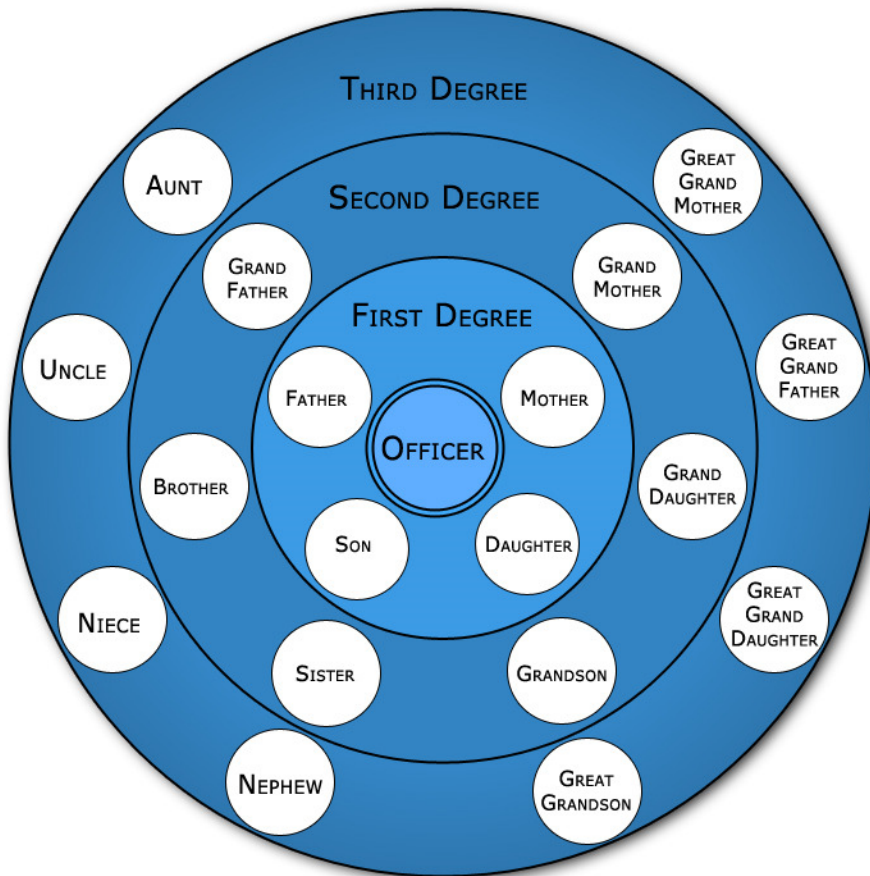 Third Degree
Aunt
Great
Grand
Mother
Second Degree
Grand
Father
Grand
Mother
First Degree
Uncle
Great
Grand
Father
Father
Mother
Officer
Brother
Grand
Daughter
Son
Daughter
Niece
Great
Grand
Daughter
Sister
Grandson
Nephew
Great
Grandson